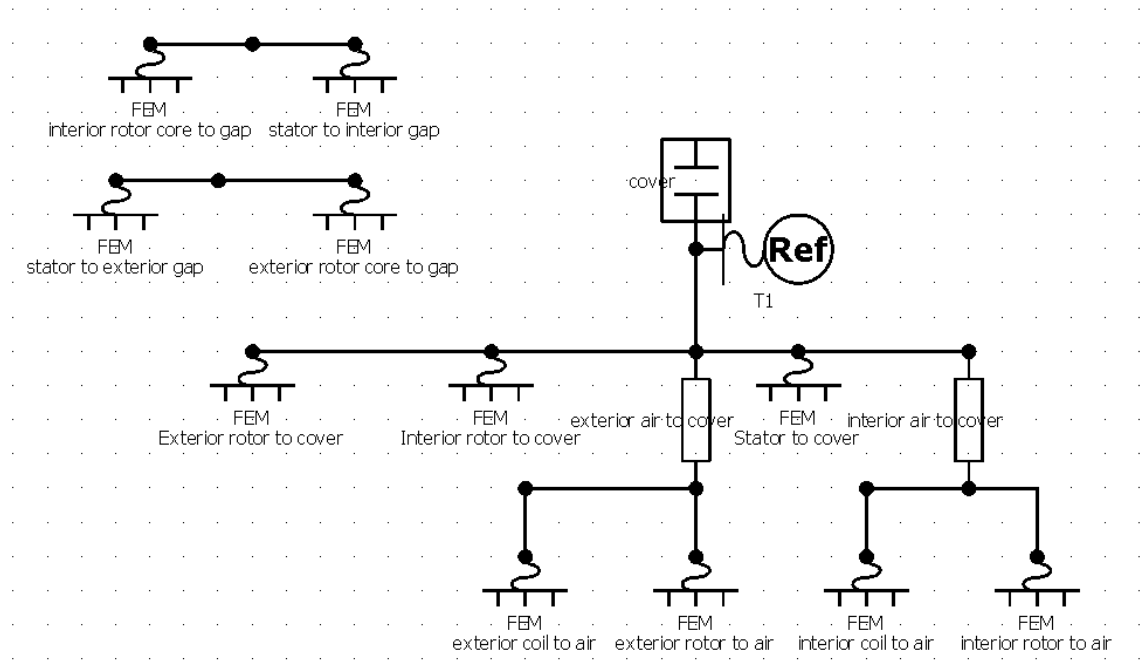 FEM
interior rotor core to gap
FEM
stator to interior gap
cover
FEM
stator to exterior gap
FEM
exterior rotor core to gap
Ref
T1
FEM
Exterior rotor to cover
FEM
Interior rotor to cover
exterior air to cover
FEM
Stator to cover
interior air to cover
FEM
exterior coil to air
FEM
exterior rotor to air
FEM
interior coil to air
FEM
interior rotor to air